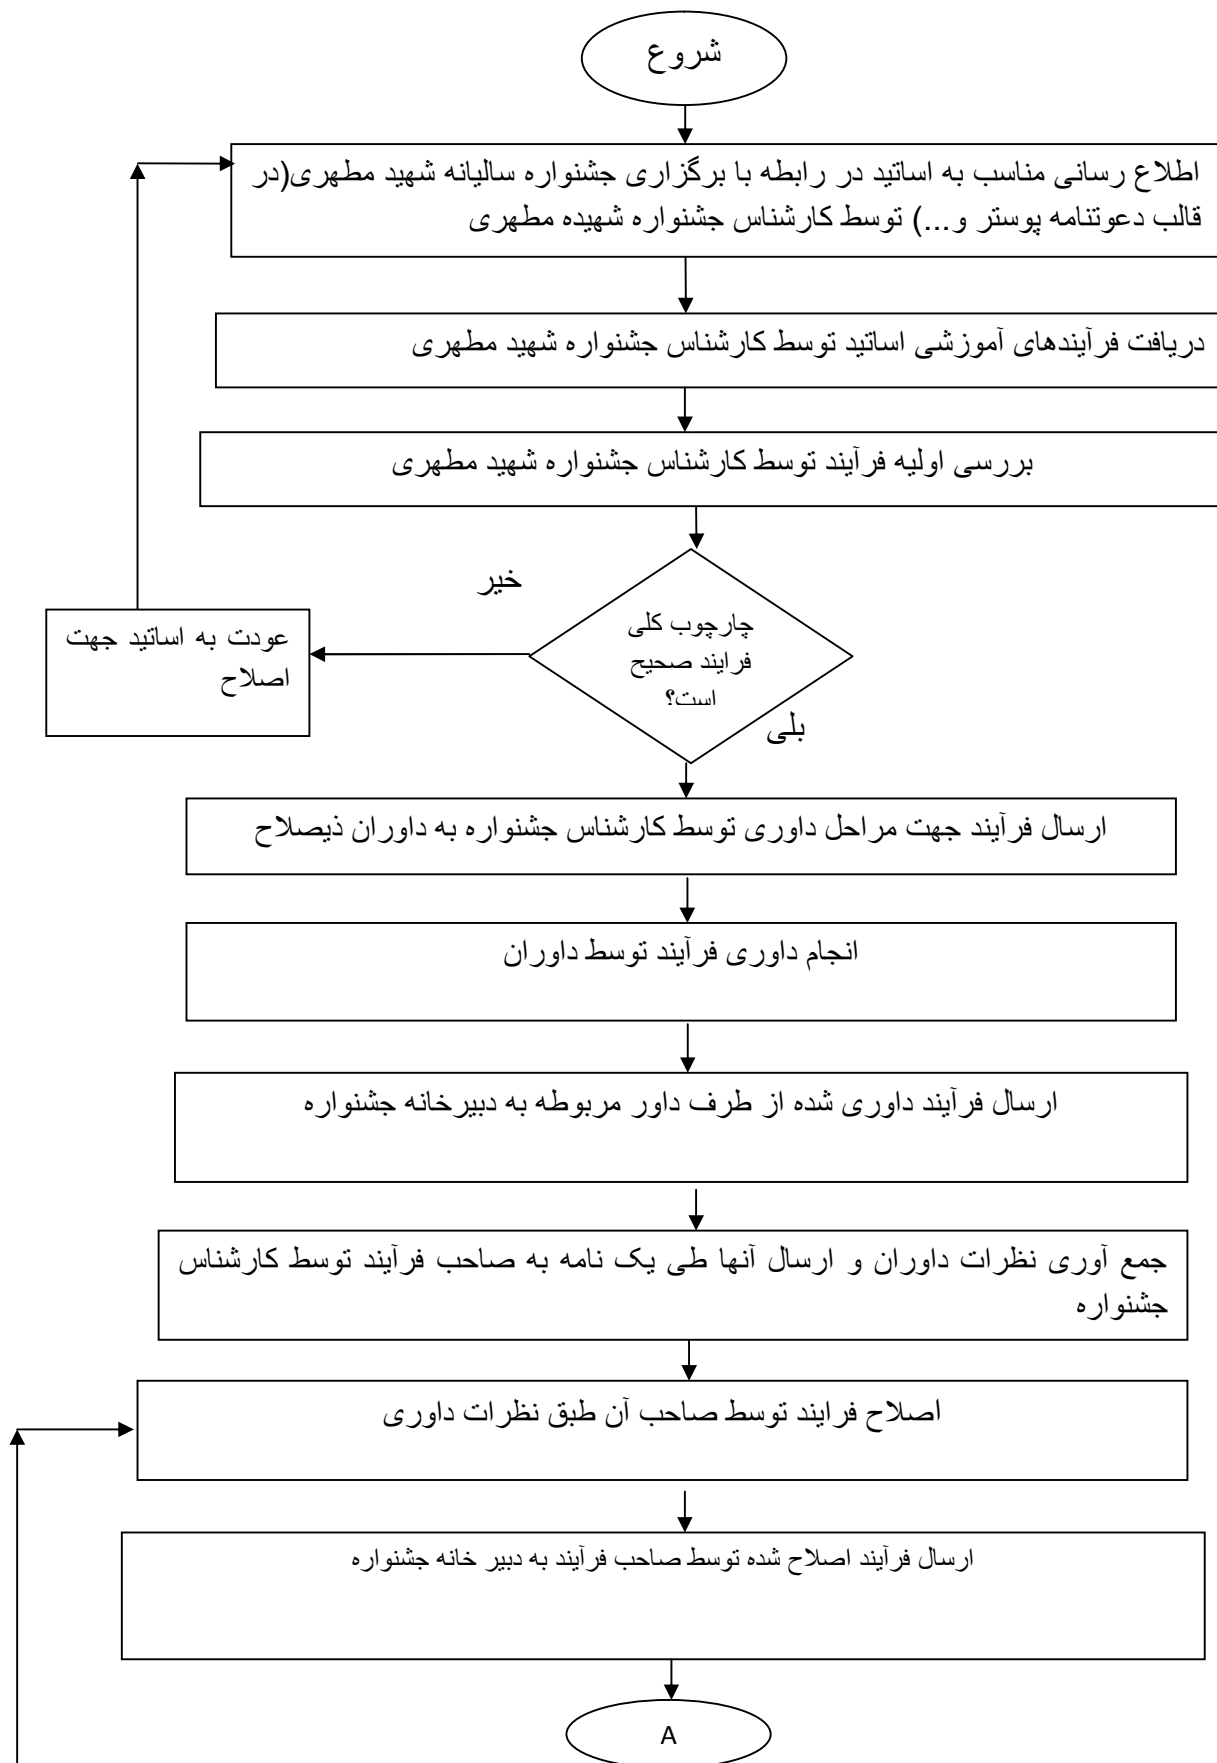 شروع
اطلاع رسانی مناسب به اساتید در رابطه با برگزاری جشنواره سالیانه شهید مطهری(در
قالب دعوتنامه پوستر و...) توسط کارشناس جشنواره شهیده مطهری
دریافت فرآیندهای آموزشی اساتید توسط کارشناس جشنواره شهید مطهری
بررسی اولیه فرآیند توسط کارشناس جشنواره شهید مطهری
خیر
چارچوب کلی
فرایند صحیح
است؟
عودت به اساتید جهت
اصلاح
بلی
ارسال فرآیند جهت مراحل داوری توسط کارشناس جشنواره به داوران ذیصلاح
انجام داوری فرآیند توسط داوران
ارسال فرآیند داوری شده از طرف داور مربوطه به دبیرخانه جشنواره
جمع آوری نظرات داوران و ارسال آنها طی یک نامه به صاحب فرآیند توسط کارشناس
جشنواره
اصلاح فرایند توسط صاحب آن طبق نظرات داوری
ارسال فرآیند اصلاح شده توسط صاحب فرآیند به دبیر خانه جشنواره
A